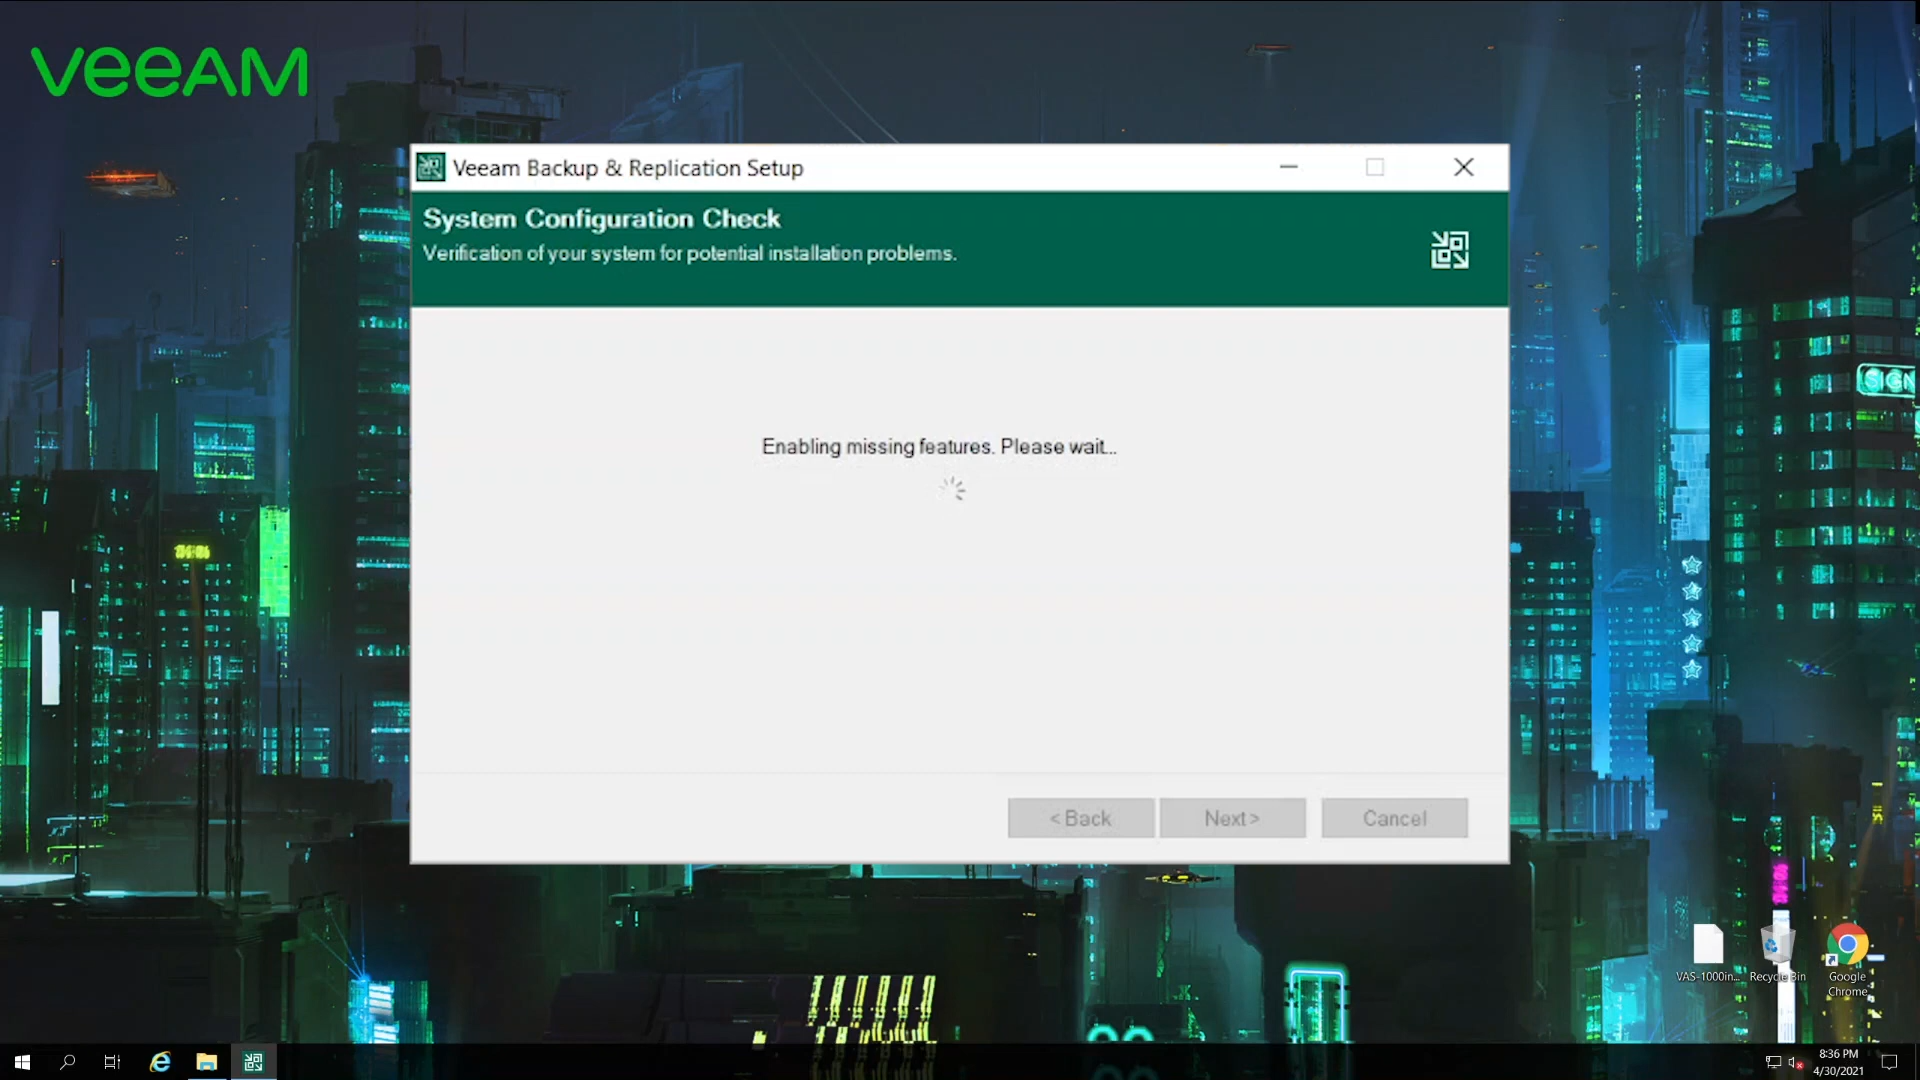 veeAM
Veeam Backup & Replication Setup
System Configuration Check
Verification of your system for potential installation problems.
Enabling missing features. Please wait...
< Back
Next >
Cancel
SIGN
VAS-1000in...
Recycle Bin
Google
Chrome
8:36 PM
4/30/2021